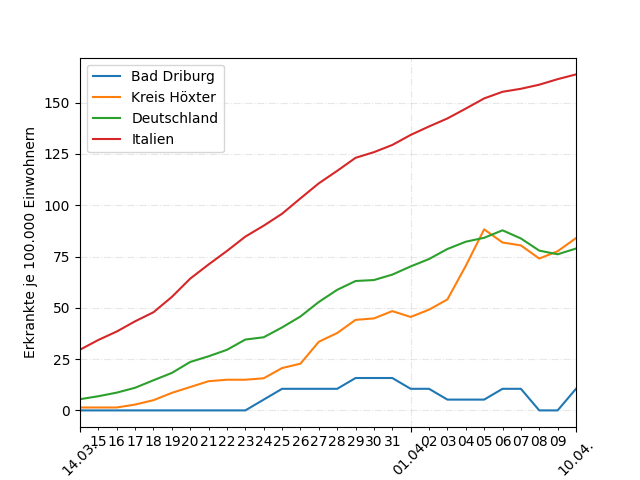 Bad Driburg
Kreis Höxter
Deutschland
Italien
Erkrankte je 100.000 Einwohnern
150
125
100
75
50
25
0
15 16 17 18 19 20 21 22 23 24 25 26 27 28 29 30 31 02 03 04 05 06 07 08 09
14.03. 01.04. 10.04.